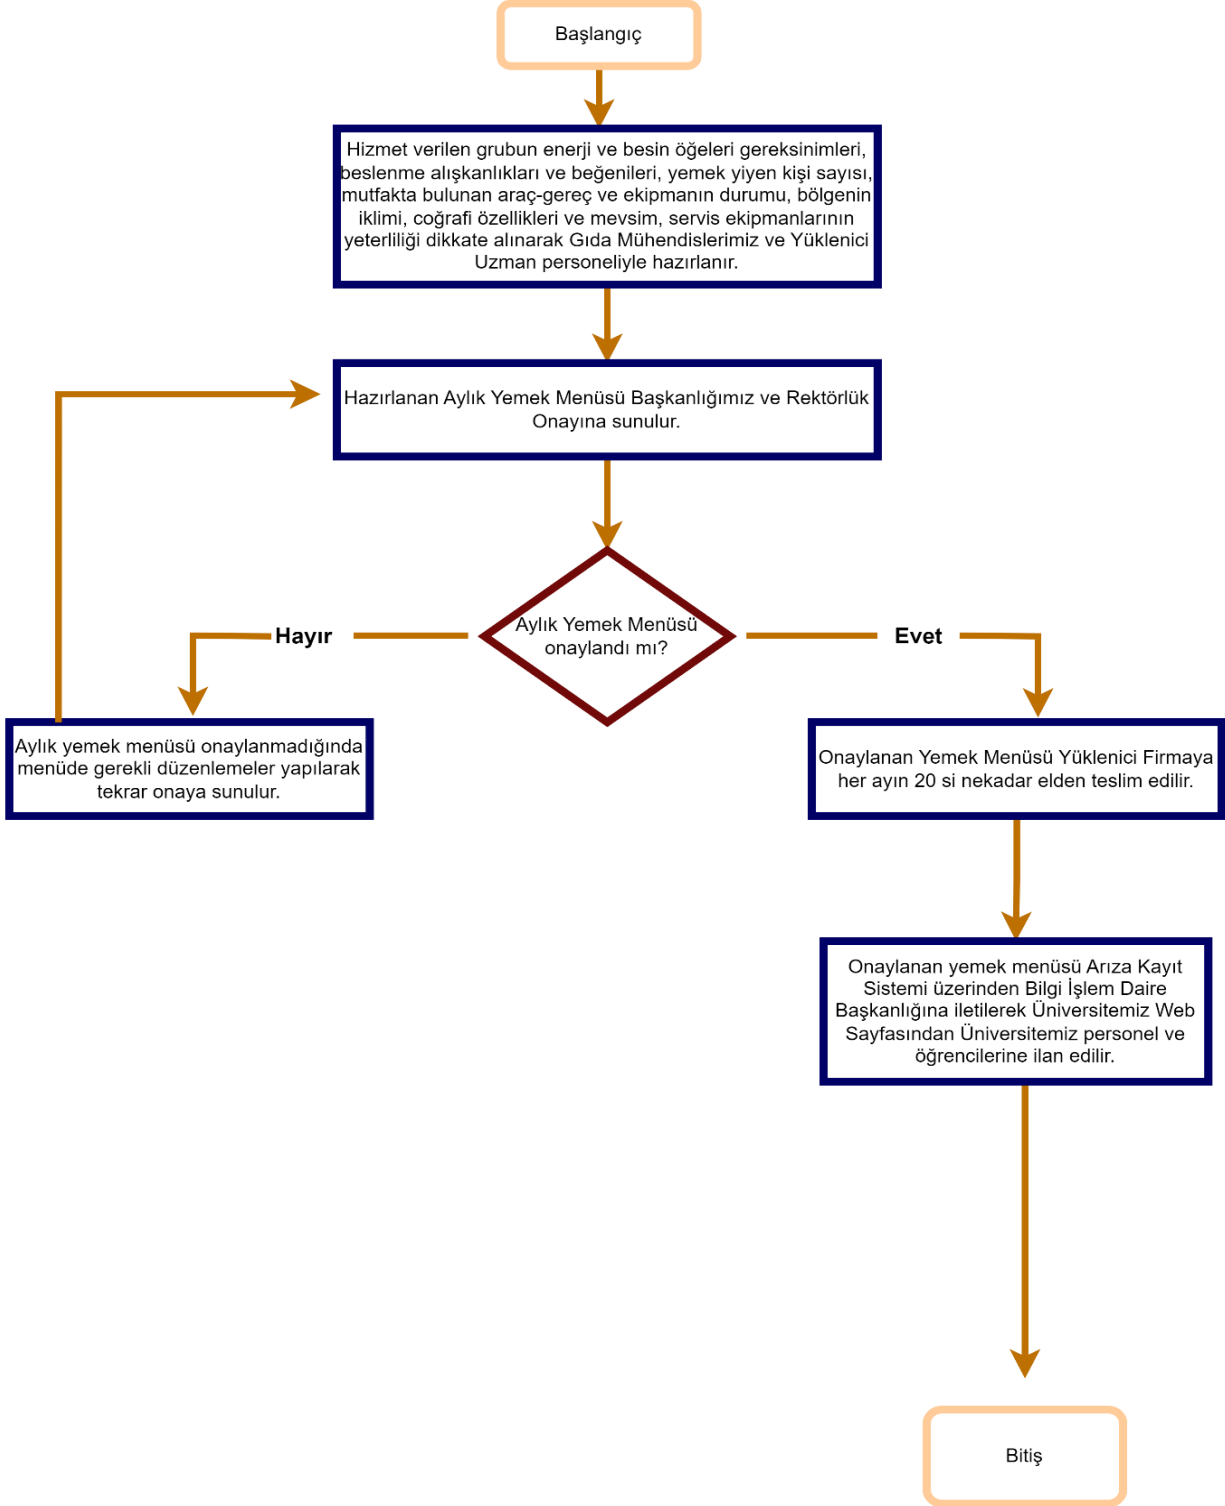 Başlangıç
Hizmet verilen grubun enerji ve besin öğeleri gereksinimleri,
beslenme alışkanlıkları ve beğenileri, yemek yiyen kişi sayısı,
mutfakta bulunan araç-gereç ve ekipmanın durumu, bölgenin
iklimi, coğrafi özellikleri ve mevsim, servis ekipmanlarının
yeterliliği dikkate alınarak Gıda Mühendislerimiz ve Yüklenici
Uzman personeliyle hazırlanır.
Hazırlanan Aylık Yemek Menüsü Başkanlığımız ve Rektörlük
Onayına sunulur.
Aylık Yemek Menüsü
onaylandı mı?
Hayır
Evet
Aylık yemek menüsü onaylanmadığında
menüde gerekli düzenlemeler yapılarak
tekrar onaya sunulur.
Onaylanan Yemek Menüsü Yüklenici Firmaya
her ayın 20 si nekadar elden teslim edilir.
Onaylanan yemek menüsü Arıza Kayıt
Sistemi üzerinden Bilgi İşlem Daire
Başkanlığına iletilerek Üniversitemiz Web
Sayfasından Üniversitemiz personel ve
öğrencilerine ilan edilir.
Bitiş